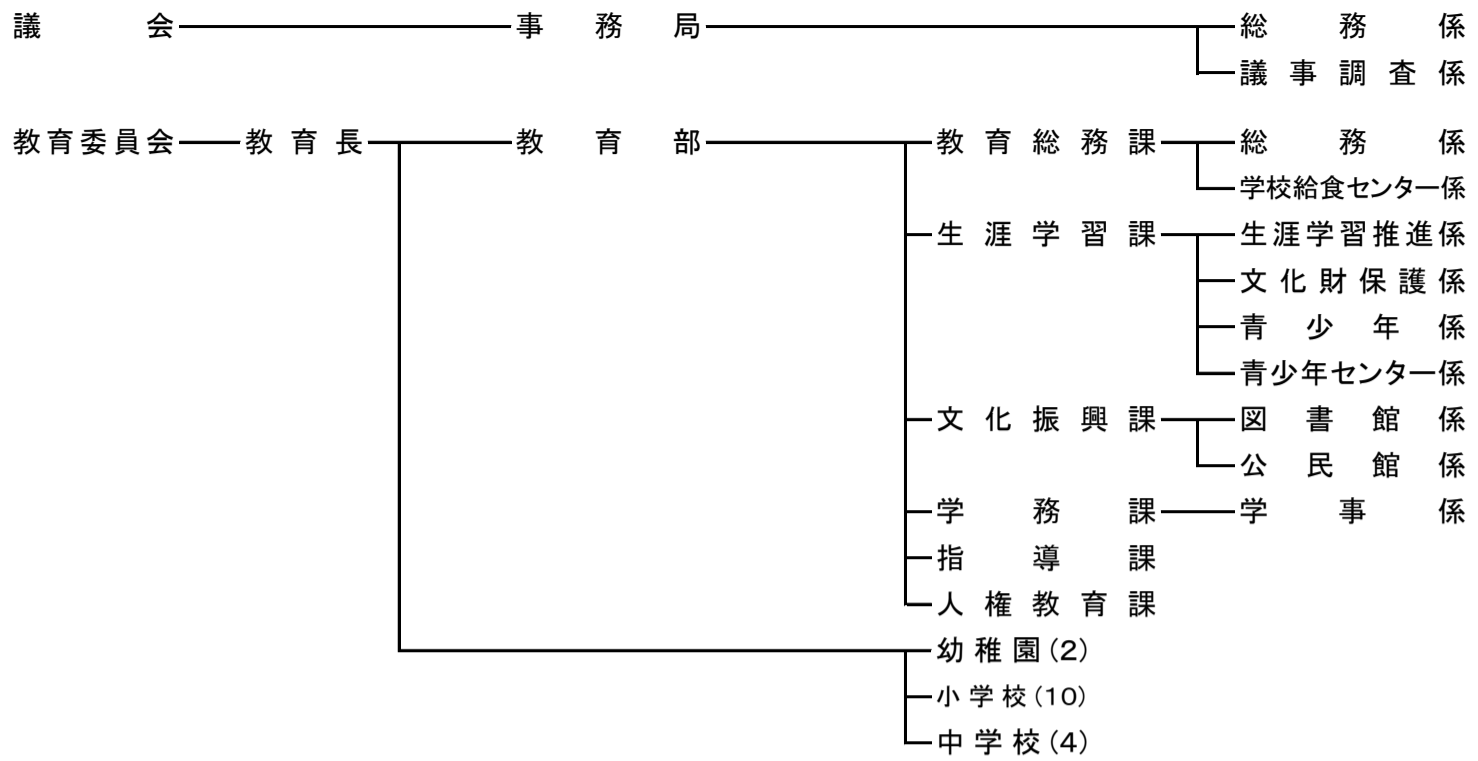 議会 事務局 総務係
議事調査係
教育委員会 教育長 教育部 教育総務課 総務係
学校給食センター係
生涯学習課 生涯学習推進係
文化財保護係
青少年係
青少年センター係
文化振興課 図書館係
公民館係
学務課 学事係
指導課
人権教育課
幼稚園(2)
小学校(10)
中学校(4)